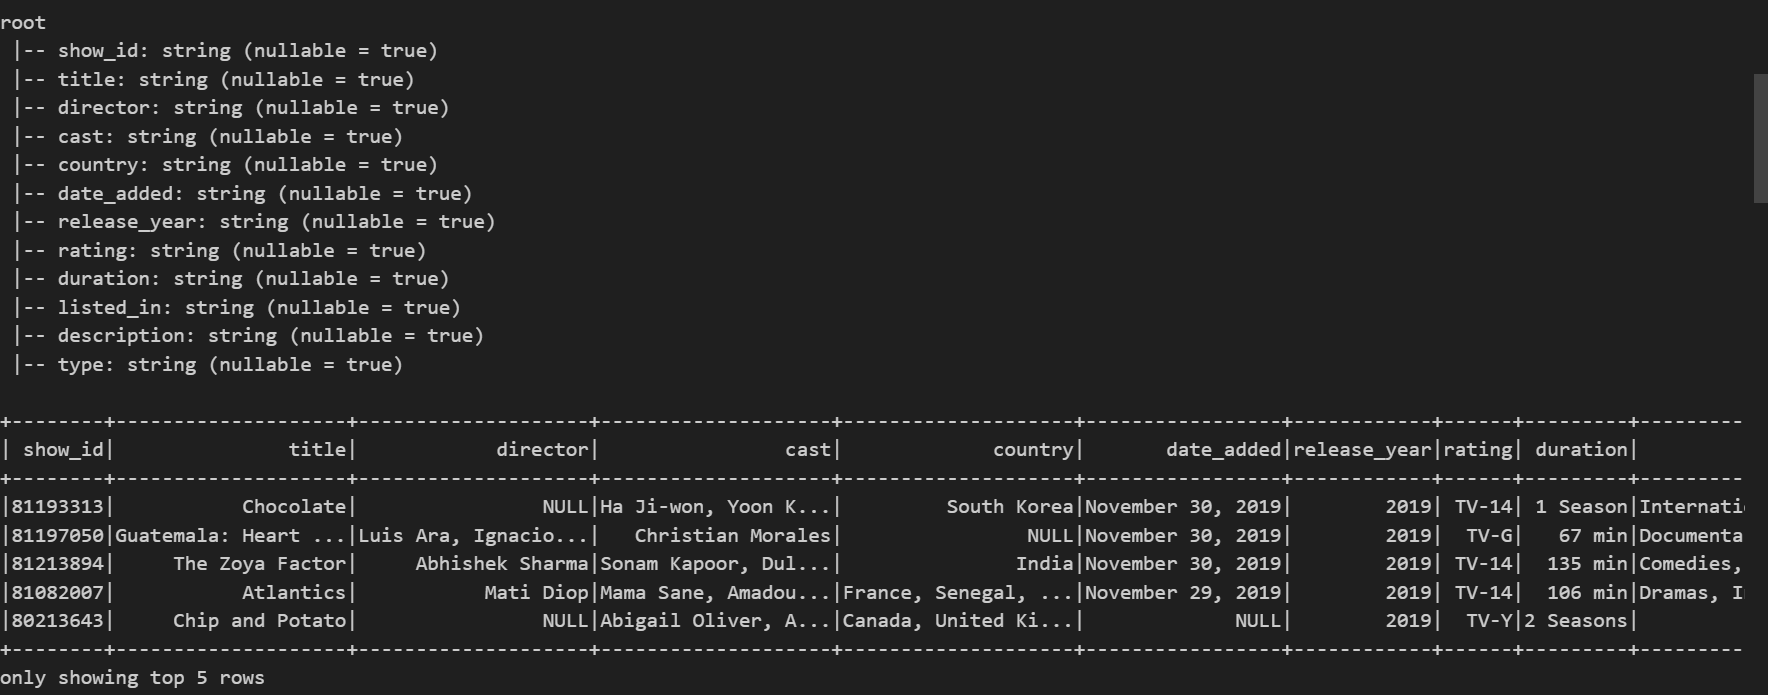 root
 |-- show_id: string (nullable = true)
 |-- title: string (nullable = true)
 |-- director: string (nullable = true)
 |-- cast: string (nullable = true)
 |-- country: string (nullable = true)
 |-- date_added: string (nullable = true)
 |-- release_year: string (nullable = true)
 |-- rating: string (nullable = true)
 |-- duration: string (nullable = true)
 |-- listed_in: string (nullable = true)
 |-- description: string (nullable = true)
 |-- type: string (nullable = true)
+--------+--------------------+--------------------+--------------------+--------------------+-----------------+------------+------+---------+---------
| show_id|               title|            director|                cast|             country|       date_added|release_year|rating| duration|
+--------+--------------------+--------------------+--------------------+--------------------+-----------------+------------+------+---------+---------
|81193313|           Chocolate|                NULL|Ha Ji-won, Yoon K...|         South Korea|November 30, 2019|        2019| TV-14| 1 Season|Internati
|81197050|Guatemala: Heart ...|Luis Ara, Ignacio...|   Christian Morales|                NULL|November 30, 2019|        2019|  TV-G|   67 min|Documenta
|81213894|     The Zoya Factor|     Abhishek Sharma|Sonam Kapoor, Dul...|               India|November 30, 2019|        2019| TV-14|  135 min|Comedies,
|81082007|           Atlantics|           Mati Diop|Mama Sane, Amadou...|France, Senegal, ...|November 29, 2019|        2019| TV-14|  106 min|Dramas,
|80213643|     Chip and Potato|                NULL|Abigail Oliver, A...|Canada, United Ki...|             NULL|        2019|  TV-Y|2 Seasons|
+--------+--------------------+--------------------+--------------------+--------------------+-----------------+------------+------+---------+---------
only showing top 5 rows